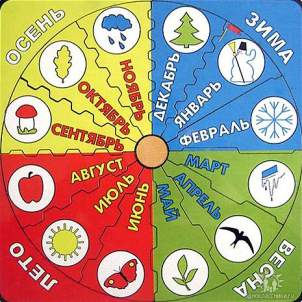 ОСЕНЬ
ЗИМА
НОЯБРЬ
ОКТЯБРЬ
СЕНТЯБРЬ
ДЕКАБРЬ
ЯНВАРЬ
ФЕВРАЛЬ
АВГУСТ
ИЮЛЬ
ИЮНЬ
МАРТ
АПРЕЛЬ
МАЙ
ЛЕТО
ВЕСНА